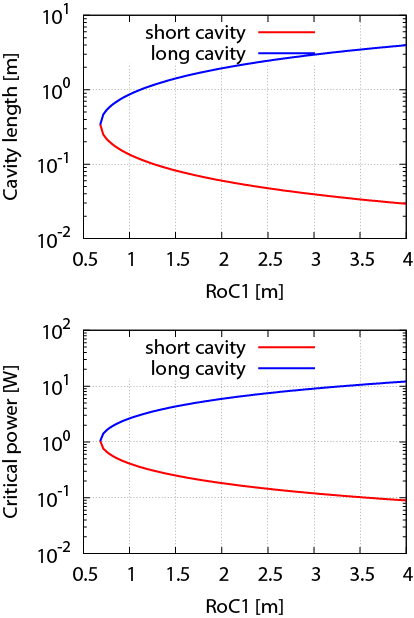 Cavity length [m]
10^1
10^0
10^-1
10^-2
short cavity
long cavity
0.5 1 1.5 2 2.5 3 3.5 4
RoC1 [m]
Critical power [W]
10^2
10^1
10^0
10^-1
10^-2
short cavity
long cavity
0.5 1 1.5 2 2.5 3 3.5 4
RoC1 [m]